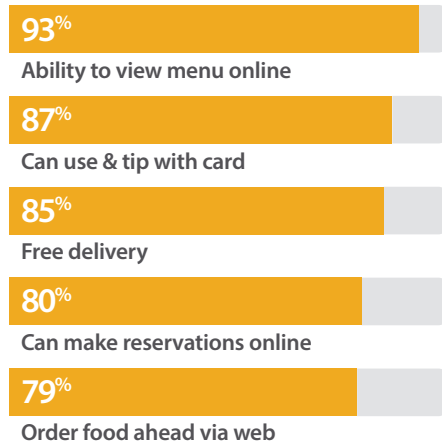 93%
Ability to view menu online
87%
Can use & tip with card
85%
Free delivery
80%
Can make reservations online
79%
Order food ahead via web